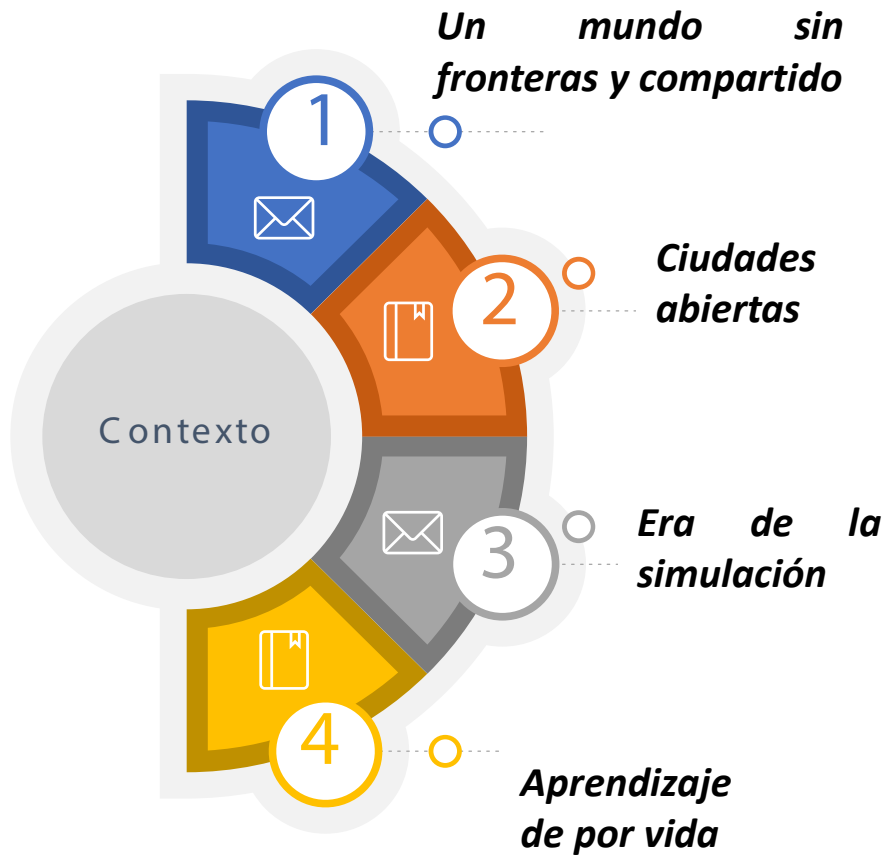 Un mundo sin
fronteras y compartido
1
Ciudades
abiertas
2
Contexto
Era de la
simulación
3
4
Aprendizaje
de por vida